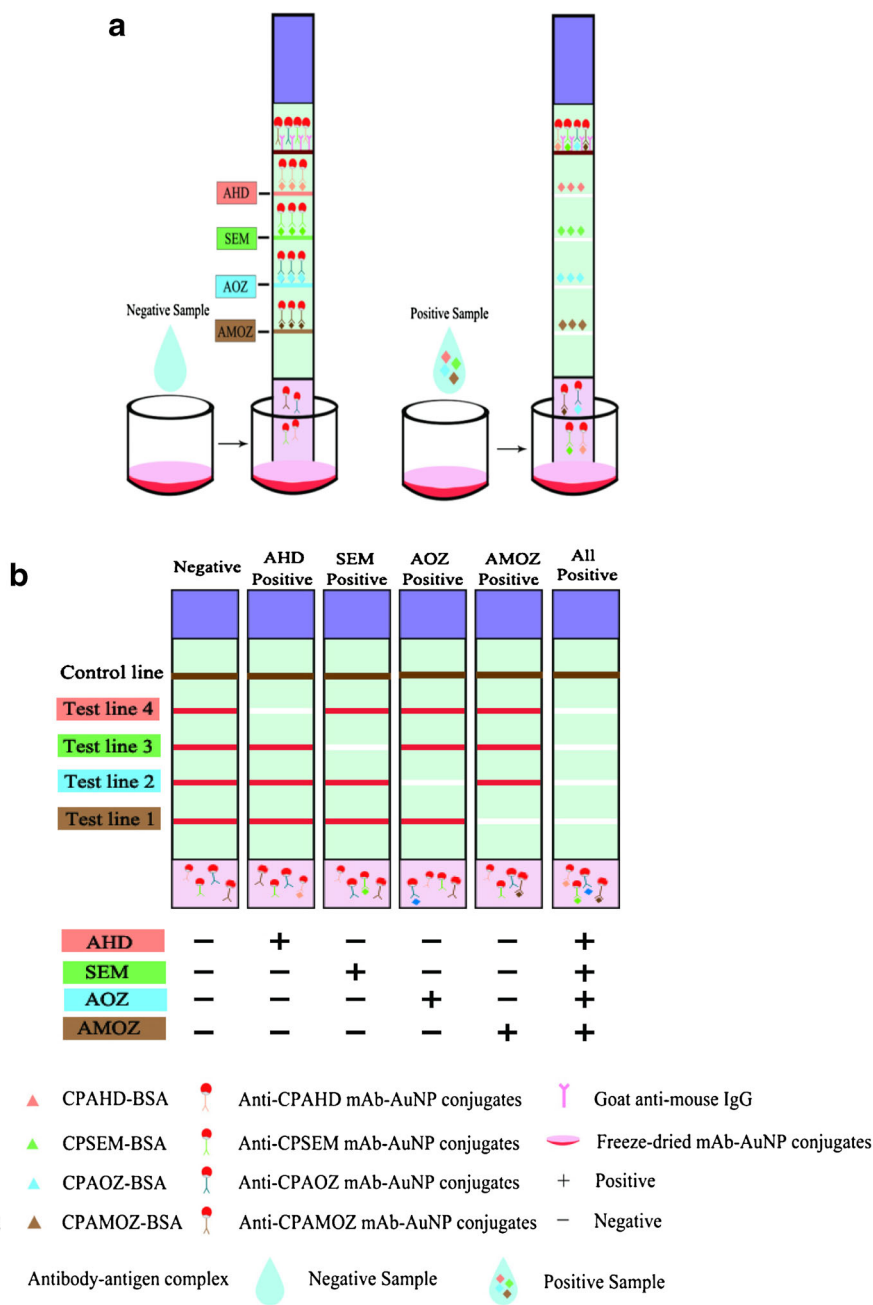 a
AHD
SEM
AOZ
AMOZ
Negative Sample
Positive Sample
b
Negative
AHD Positive
SEM Positive
AOZ Positive
AMOZ Positive
All Positive
Control line
Test line 4
Test line 3
Test line 2
Test line 1
AHD − + − − − +
SEM − − + − − +
AOZ − − − + − +
AMOZ − − − − + +
CPAHD-BSA Anti-CPAHD mAb-AuNP conjugates Goat anti-mouse IgG
CPSEM-BSA Anti-CPSEM mAb-AuNP conjugates Freeze-dried mAb-AuNP conjugates
CPAOZ-BSA Anti-CPAOZ mAb-AuNP conjugates + Positive
CPAMOZ-BSA Anti-CPAMOZ mAb-AuNP conjugates − Negative
Antibody-antigen complex Negative Sample Positive Sample